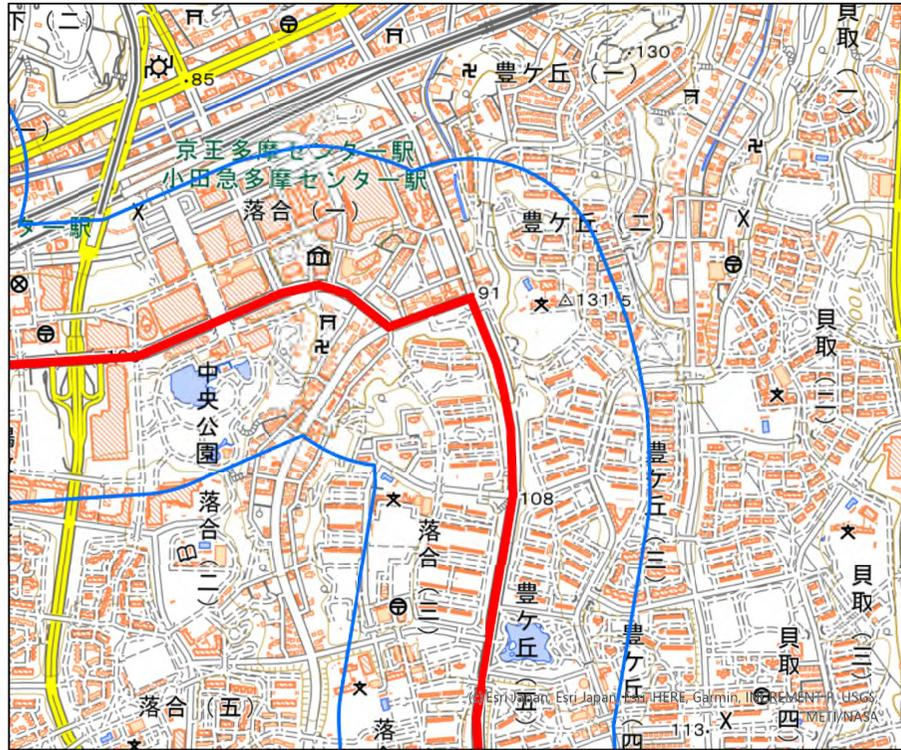 下（二）
貝取（一）
・130
豊ケ丘（一）
・85
一）
京王多摩センター駅
小田急多摩センター駅
落合（一）
ター駅
豊ケ丘（二）
91
△131.5
100
貝取（二）
中央公園
豊ケ丘（三）
108
落合（二）
落合（三）
貝取（三）
豊ケ丘（五）
豊ケ丘（四
貝取（四
落合（五）
落合
113・
(c) Esri Japan, Esri Japan, Esri, HERE, Garmin, INCREMENT P, USGS,
METI/NASA